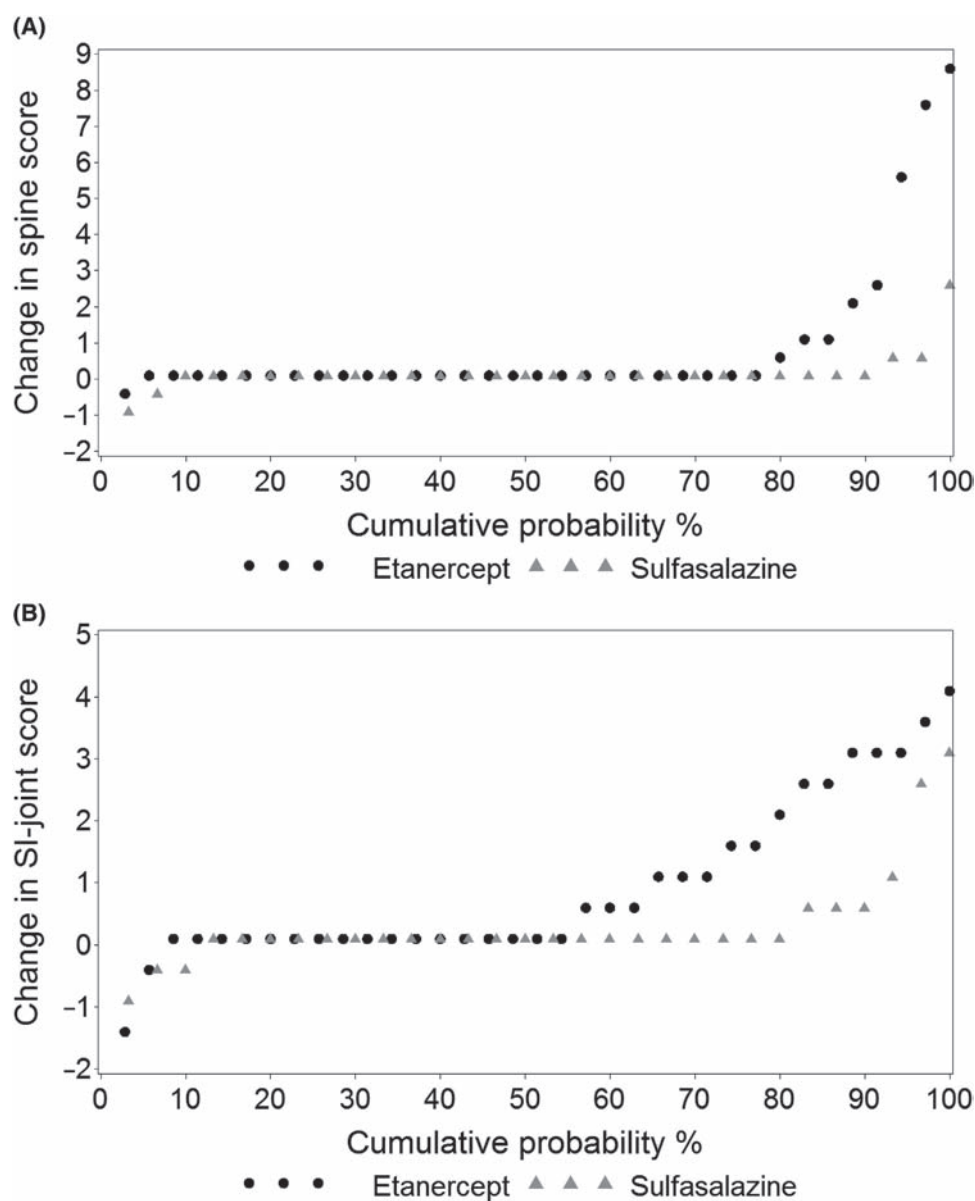 (A)
9
8
7
6
5
4
3
2
1
0
–1
–2
Change in spine score
0 10 20 30 40 50 60 70 80 90 100
Cumulative probability %
Etanercept Sulfasalazine
(B)
5
4
3
2
1
0
–1
–2
Change in SI-joint score
0 10 20 30 40 50 60 70 80 90 100
Cumulative probability %
Etanercept Sulfasalazine